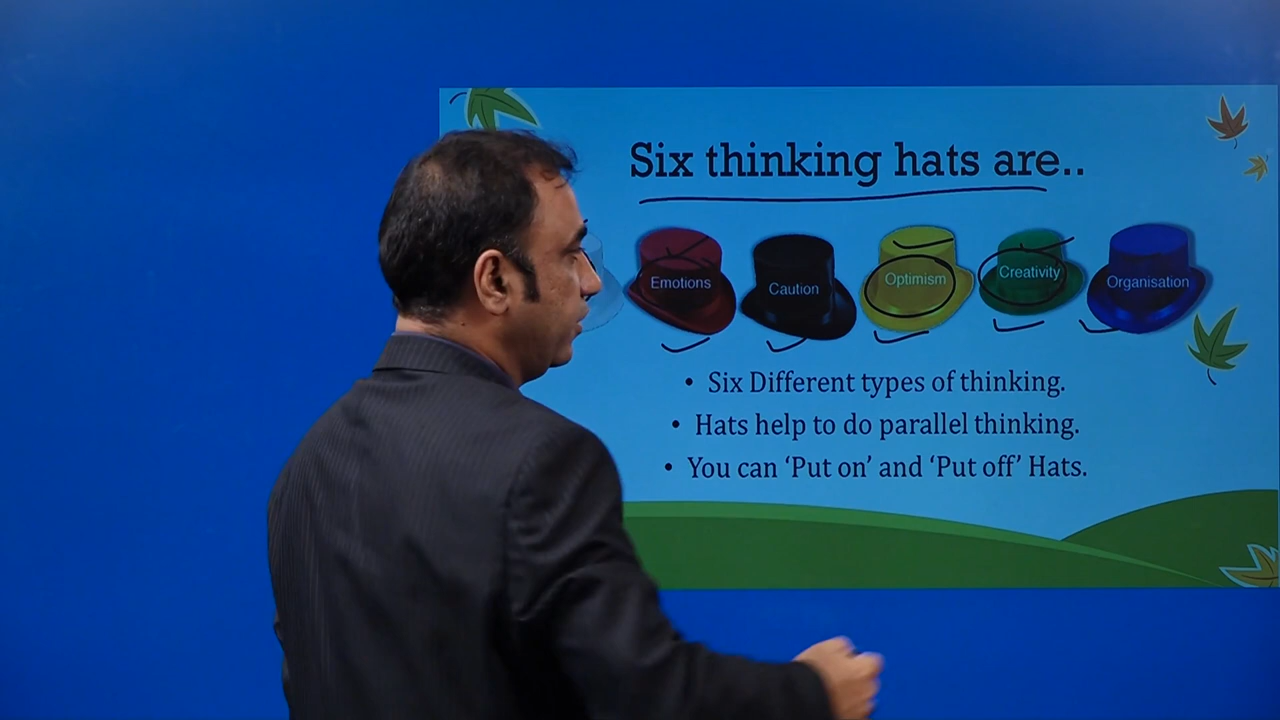 Six thinking hats are..
Emotions Caution Optimism Creativity Organisation
• Six Different types of thinking.
• Hats help to do parallel thinking.
• You can ‘Put on’ and ‘Put off’ Hats.